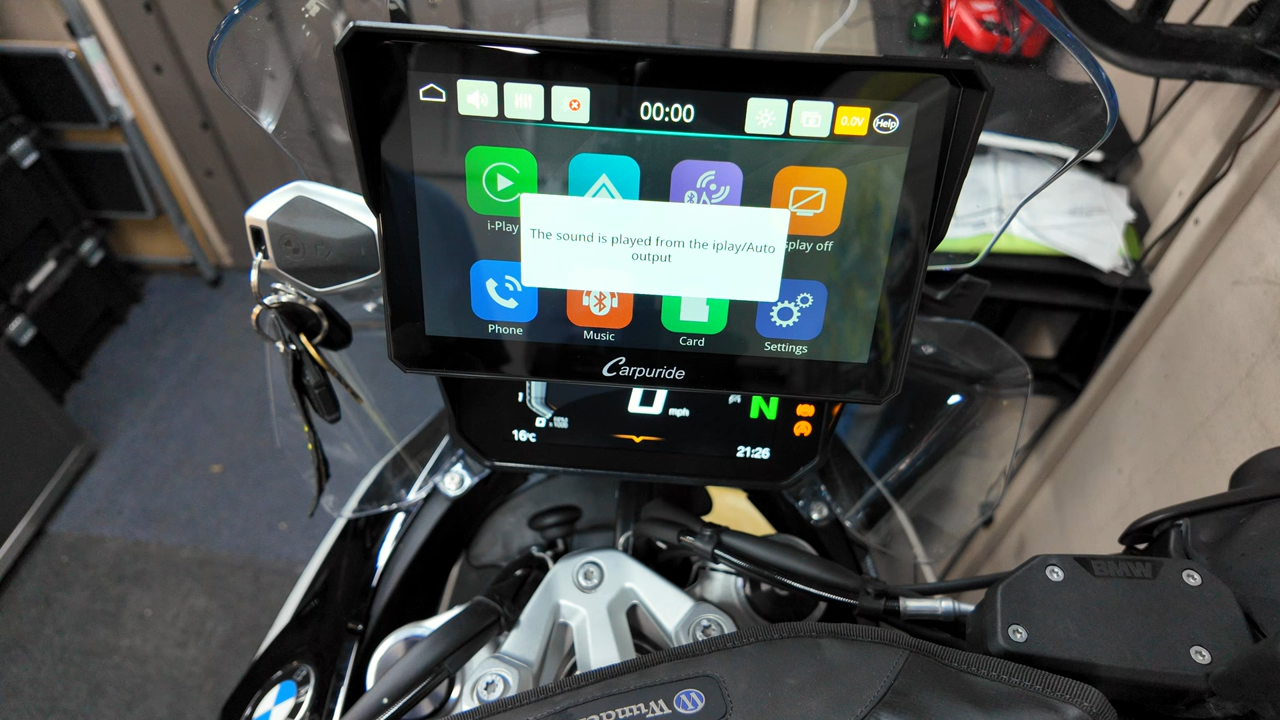 00:00
0.0V
Help
i-Play
The sound is played from the iplay/Auto
output
splay off
Phone
Music
Card
Settings
Carpuride
0
mph
N
16°C
21:26
BMW
W